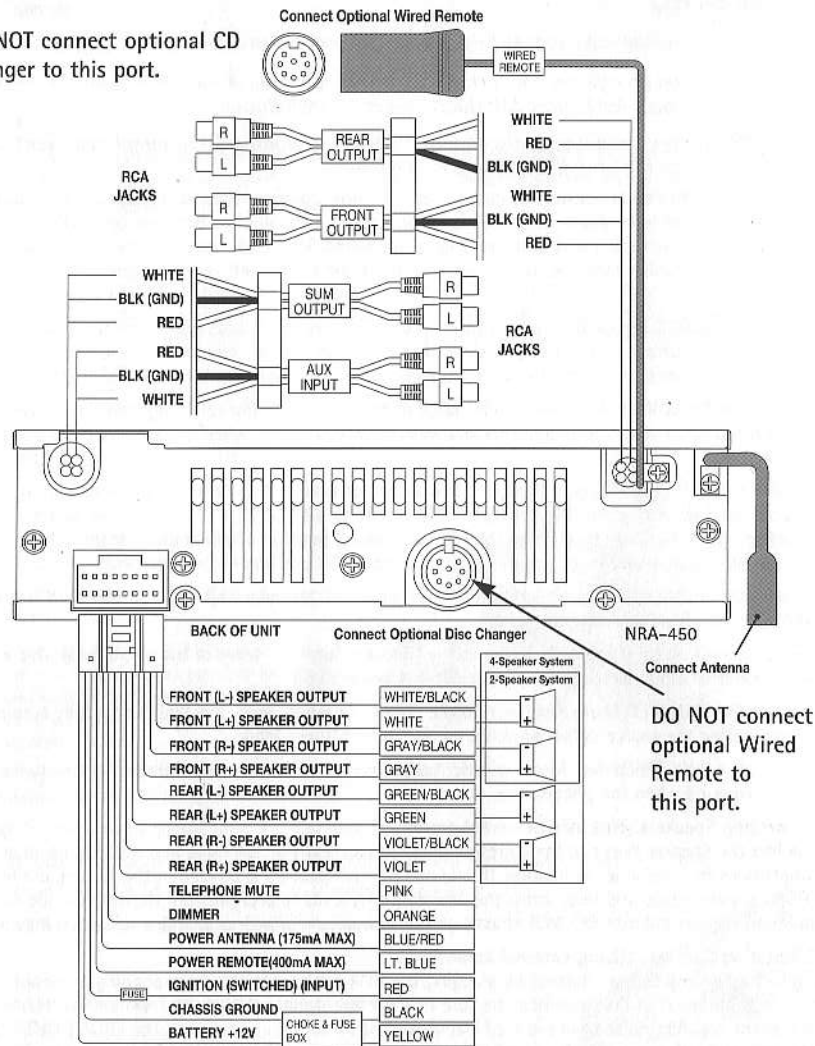 Connect Optional Wired Remote
NOT connect optional CD
nger to this port.
WIRED
REMOTE
R
L
REAR
OUTPUT
WHITE
RED
BLK (GND)
RCA
JACKS
R
L
FRONT
OUTPUT
WHITE
BLK (GND)
RED
WHITE
BLK (GND)
RED
SUM
OUTPUT
R
L
RED
BLK (GND)
WHITE
AUX
INPUT
R
L
RCA
JACKS
BACK OF UNIT
Connect Optional Disc Changer
NRA-450
Connect Antenna
4-Speaker System
2-Speaker System
DO NOT connect
optional Wired
Remote to
this port.
FRONT (L-) SPEAKER OUTPUT WHITE/BLACK -
FRONT (L+) SPEAKER OUTPUT WHITE +
FRONT (R-) SPEAKER OUTPUT GRAY/BLACK -
FRONT (R+) SPEAKER OUTPUT GRAY +
REAR (L-) SPEAKER OUTPUT GREEN/BLACK -
REAR (L+) SPEAKER OUTPUT GREEN +
REAR (R-) SPEAKER OUTPUT VIOLET/BLACK -
REAR (R+) SPEAKER OUTPUT VIOLET +
TELEPHONE MUTE PINK
DIMMER ORANGE
POWER ANTENNA (175mA MAX) BLUE/RED
POWER REMOTE(400mA MAX) LT. BLUE
FUSE IGNITION (SWITCHED) (INPUT) RED
CHASSIS GROUND BLACK
BATTERY +12V CHOKE & FUSE BOX YELLOW